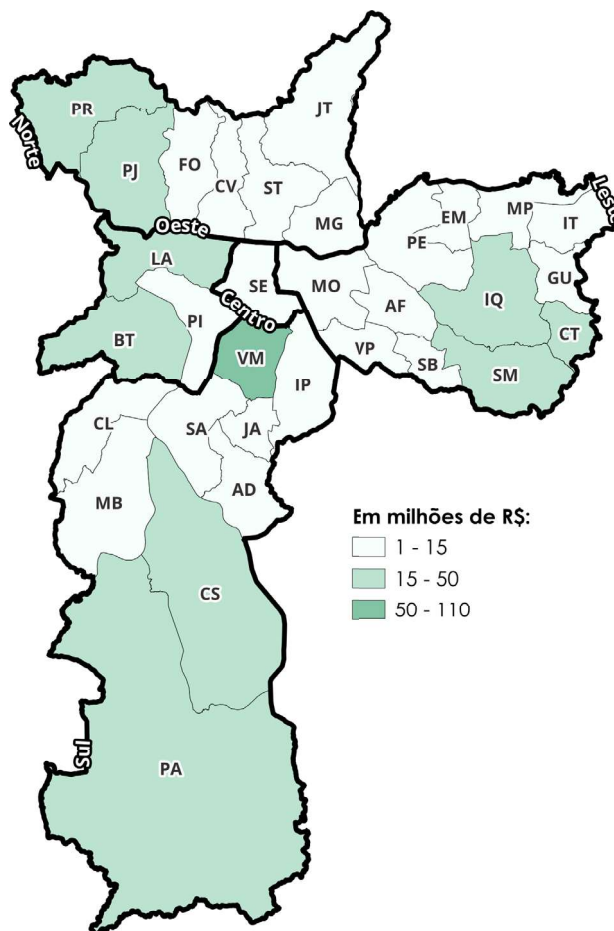 PR
JT
Norte
PJ
FO
CV
ST
MG
Oeste
Leste
EM
MP
IT
PE
LA
SE
MO
GU
Centro
PI
AF
IQ
BT
VM
VP
CT
IP
SB
SM
CL
SA
JA
MB
AD
Em milhões de R$:
1 - 15
15 - 50
50 - 110
CS
Sul
PA